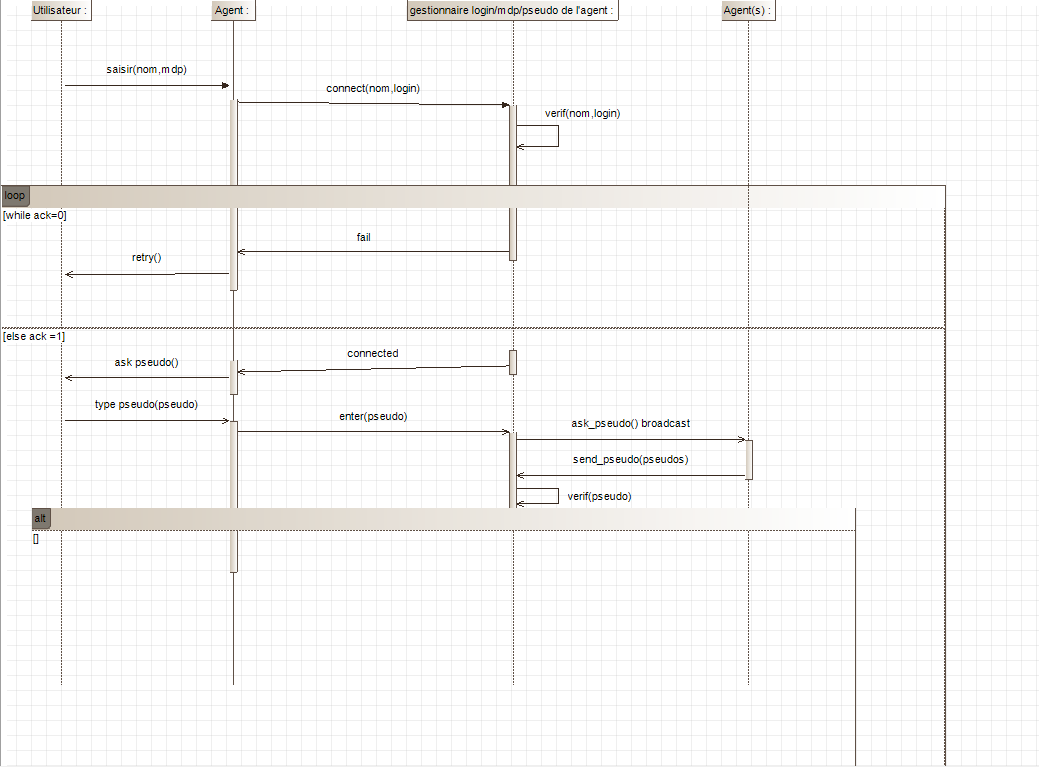 Utilisateur :
Agent :
gestionnaire login/mdp/pseudo de l'agent :
Agent(s) :
saisir(nom,mdp)
connect(nom,login)
verif(nom,login)
loop
[while ack=0]
fail
retry()
[else ack =1]
connected
ask pseudo()
type pseudo(pseudo)
enter(pseudo)
ask_pseudo() broadcast
send_pseudo(pseudos)
verif(pseudo)
alt
[]